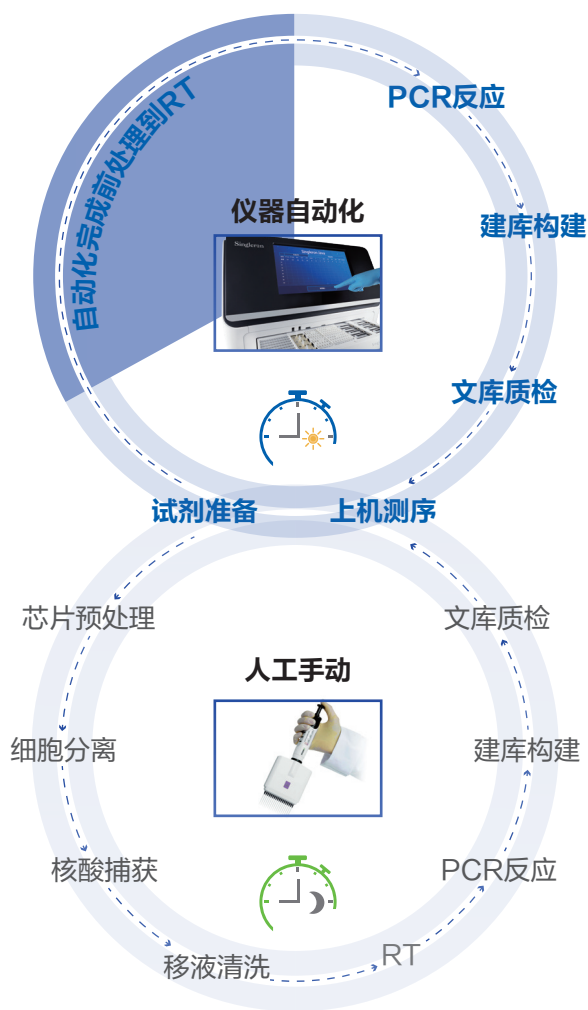 自动化完成前处理到RT
PCR反应
建库构建
仪器自动化
Singleron
文库质检
试剂准备
上机测序
芯片预处理
文库质检
人工手动
细胞分离
建库构建
核酸捕获
PCR反应
移液清洗
RT